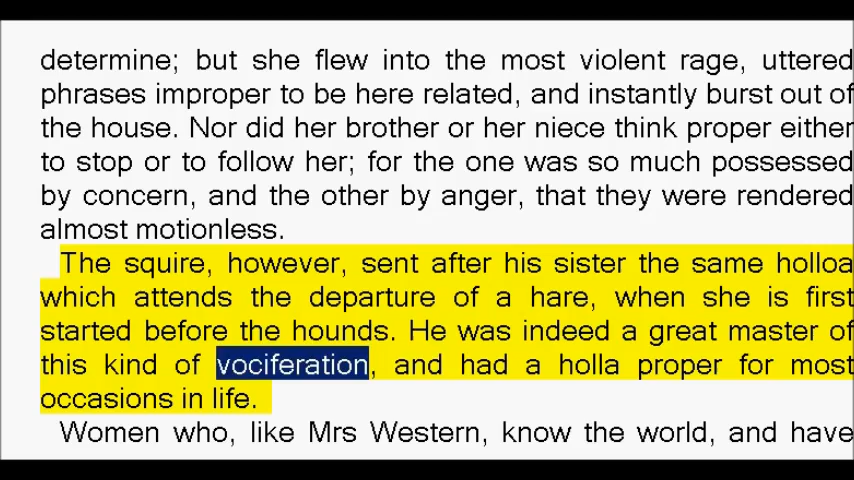 determine; but she flew into the most violent rage, uttered
phrases improper to be here related, and instantly burst out of
the house. Nor did her brother or her niece think proper either
to stop or to follow her; for the one was so much possessed
by concern, and the other by anger, that they were rendered
almost motionless.
The squire, however, sent after his sister the same holloa
which attends the departure of a hare, when she is first
started before the hounds. He was indeed a great master of
this kind of vociferation, and had a holla proper for most
occasions in life.
Women who, like Mrs Western, know the world, and have